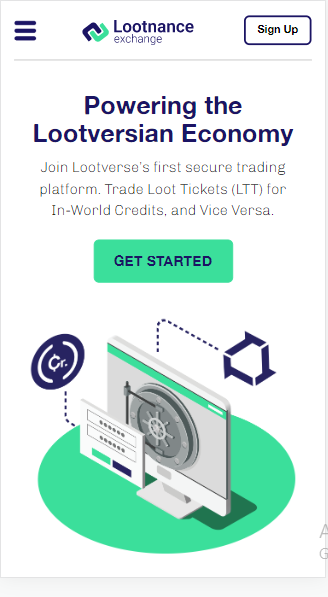 Lootnance
exchange
Sign Up
Powering the
Lootversian Economy
Join Lootverse's first secure trading
platform. Trade Loot Tickets (LTT) for
In-World Credits, and Vice Versa.
GET STARTED
Cr.